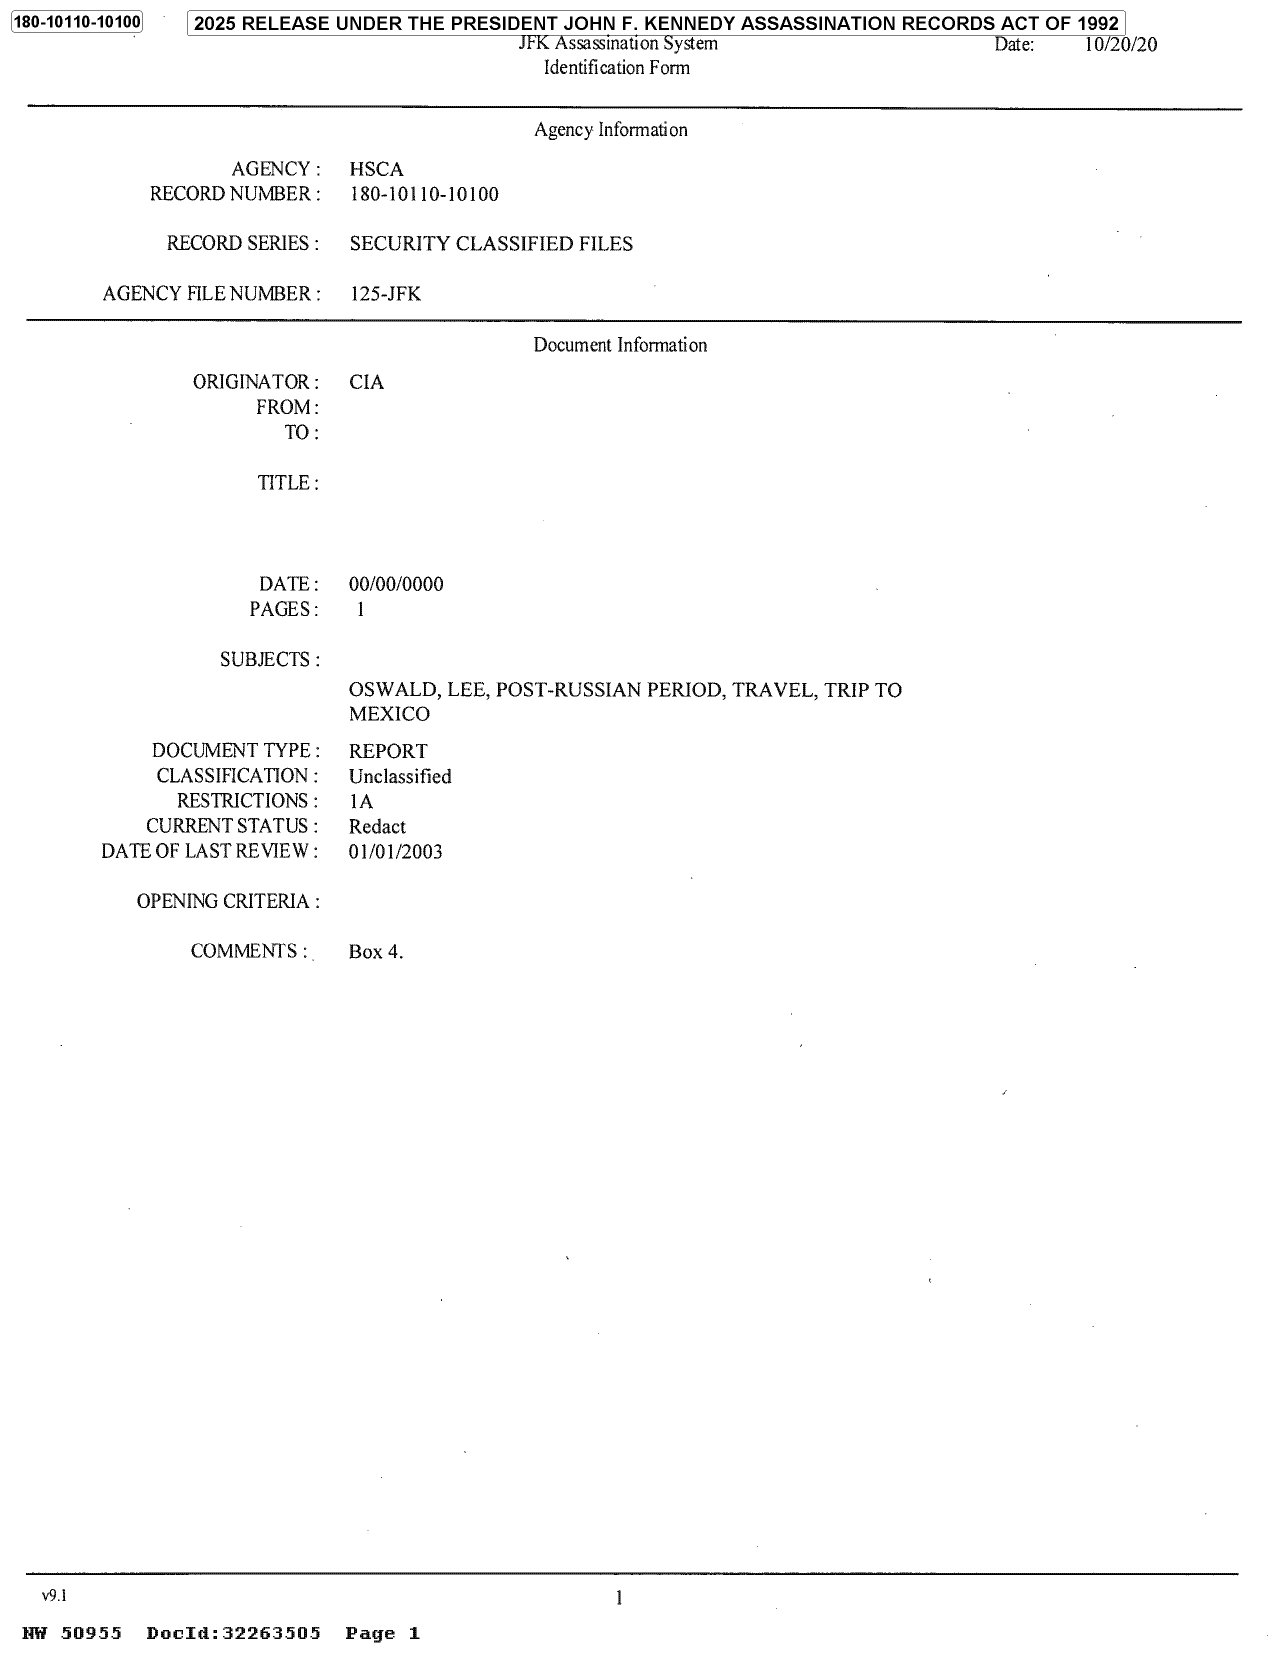 180-10110-10100
2025 RELEASE UNDER THE PRESIDENT JOHN F. KENNEDY ASSASSINATION RECORDS ACT OF 1992
JFK Assassination System Date: 10/20/20
Identification Form
Agency Information
AGENCY : HSCA
RECORD NUMBER : 180-10110-10100
RECORD SERIES : SECURITY CLASSIFIED FILES
AGENCY FILE NUMBER : 125-JFK
Document Information
ORIGINATOR : CIA
FROM :
TO :
TITLE :
DATE : 00/00/0000
PAGES : 1
SUBJECTS :
OSWALD, LEE, POST-RUSSIAN PERIOD, TRAVEL, TRIP TO
MEXICO
DOCUMENT TYPE : REPORT
CLASSIFICATION : Unclassified
RESTRICTIONS : 1A
CURRENT STATUS : Redact
DATE OF LAST REVIEW : 01/01/2003
OPENING CRITERIA :
COMMENTS : Box 4.
v9.1 1
NW 50955 DocId:32263505 Page 1